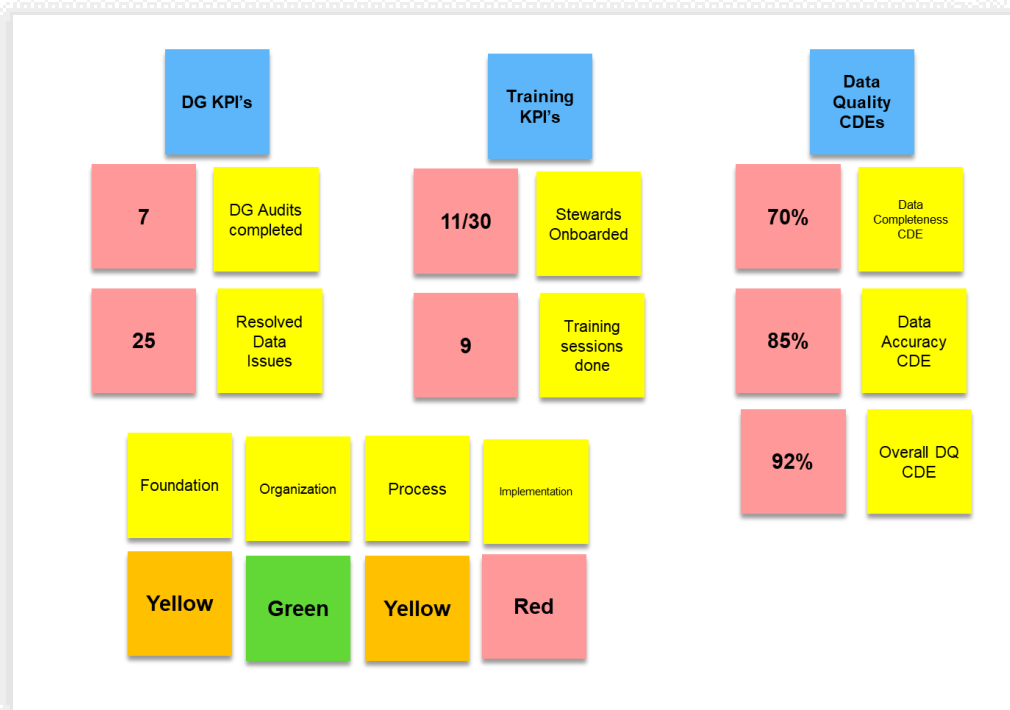 DG KPI's
Training
KPI's
Data
Quality
CDEs
7
DG Audits
completed
11/30
Stewards
Onboarded
70%
Data
Completeness
CDE
25
Resolved
Data
Issues
9
Training
sessions
done
85%
Data
Accuracy
CDE
92%
Overall DQ
CDE
Foundation
Organization
Process
Implementation
Yellow
Green
Yellow
Red